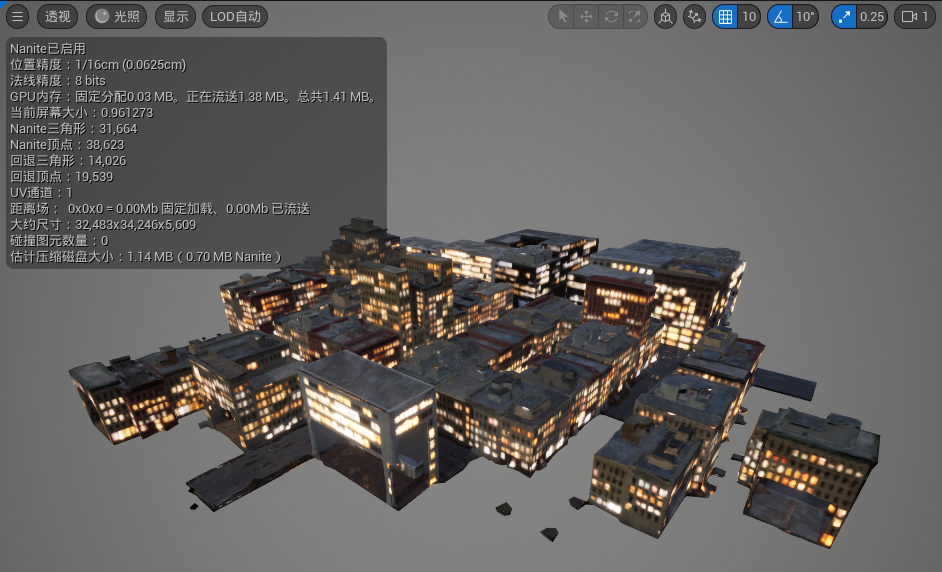 透视
光照
显示
LOD自动
10
10°
0.25
1
Nanite已启用
位置精度：1/16cm (0.0625cm)
法线精度：8 bits
GPU内存：固定分配0.03 MB。正在流送1.38 MB。总共1.41 MB。
当前屏幕大小：0.961273
Nanite三角形：31,664
Nanite顶点：38,623
回退三角形：14,026
回退顶点：19,539
UV通道：1
距离场： 0x0x0 = 0.00Mb 固定加载、0.00Mb 已流送
大约尺寸：32,483x34,246x5,609
碰撞图元数量：0
估计压缩磁盘大小：1.14 MB（0.70 MB Nanite）